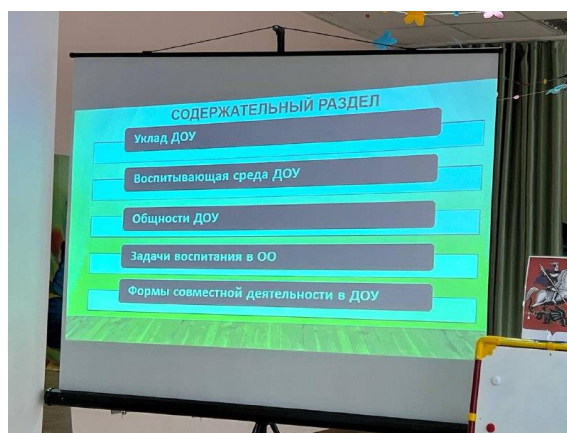 СОДЕРЖАТЕЛЬНЫЙ РАЗДЕЛ
Уклад ДОУ
Воспитывающая среда ДОУ
Общности ДОУ
Задачи воспитания в ОО
Формы совместной деятельности в ДОУ